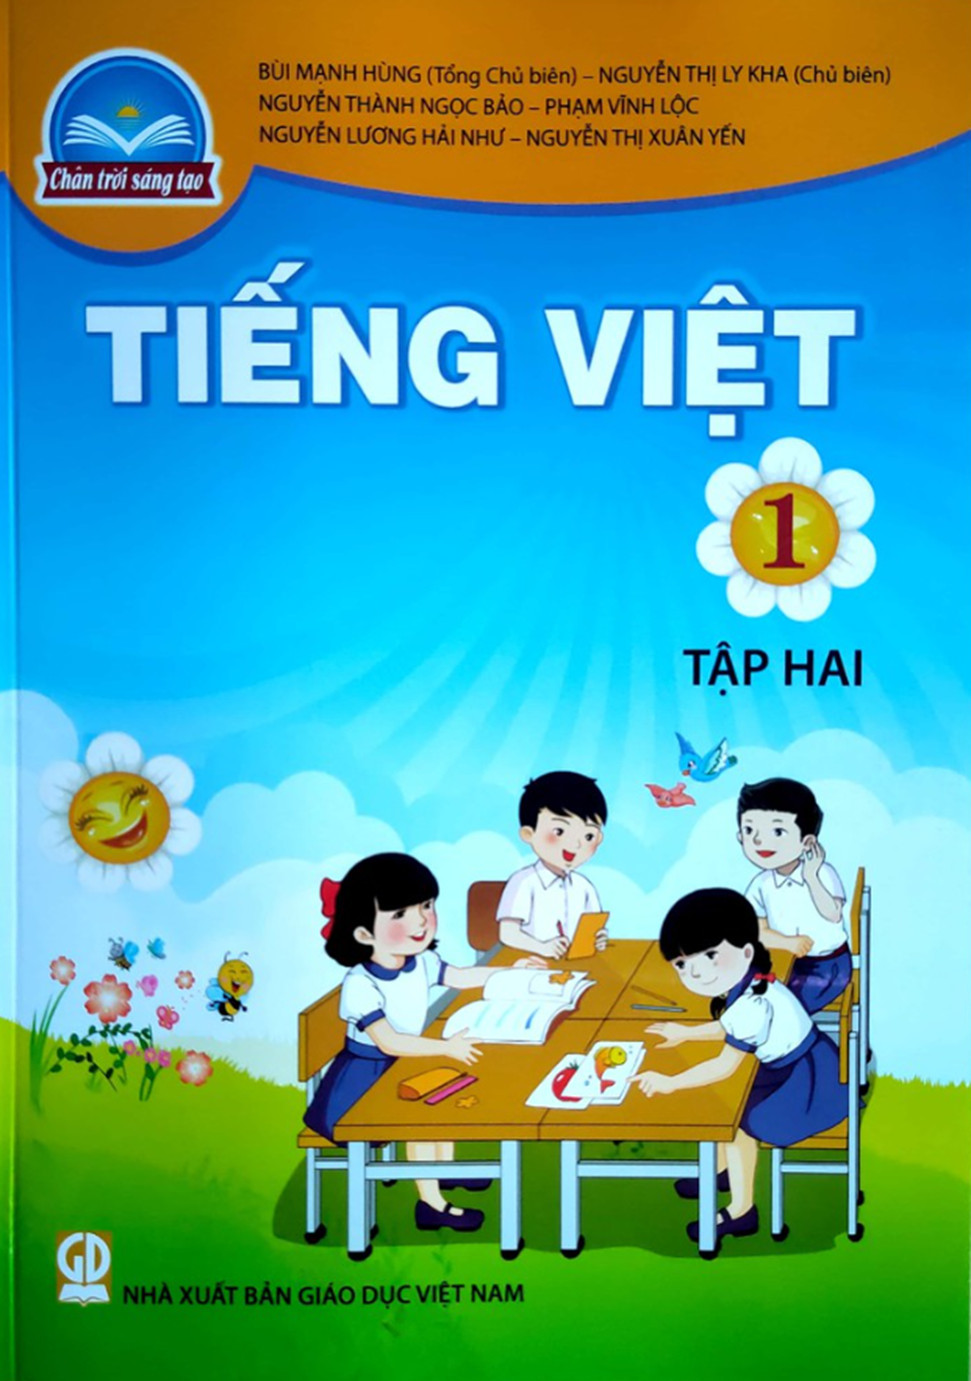 BÙI MẠNH HÙNG (Tổng Chủ biên) – NGUYỄN THỊ LY KHA (Chủ biên)
NGUYỄN THÀNH NGỌC BẢO – PHẠM VĨNH LỘC
NGUYỄN LƯƠNG HẢI NHƯ – NGUYỄN THỊ XUÂN YẾN
Chân trời sáng tạo
TIẾNG VIỆT
1
TẬP HAI
GD
NHÀ XUẤT BẢN GIÁO DỤC VIỆT NAM